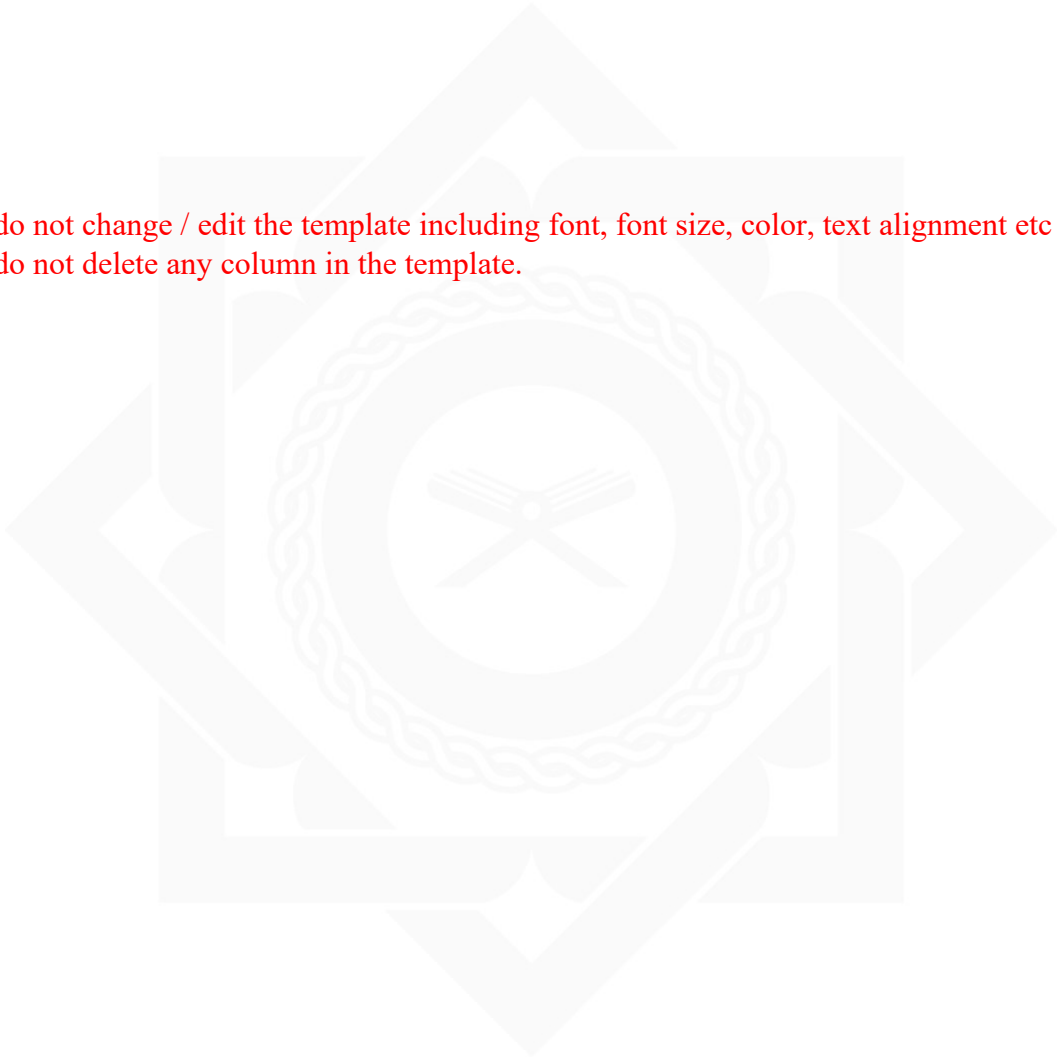 do not change / edit the template including font, font size, color, text alignment etc
do not delete any column in the template.